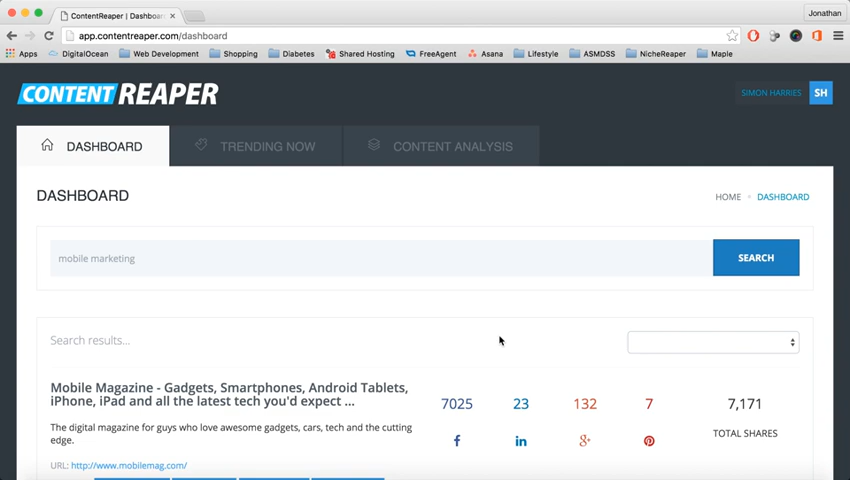 ContentReaper | Dashboar
Jonathan
app.contentreaper.com/dashboard
Apps DigitalOcean Web Development Shopping Diabetes Shared Hosting FreeAgent Asana Lifestyle ASMDSS NicheReaper Maple
CONTENT REAPER
SIMON HARRIES SH
DASHBOARD TRENDING NOW CONTENT ANALYSIS
DASHBOARD
HOME DASHBOARD
mobile marketing
SEARCH
Search results...
Mobile Magazine - Gadgets, Smartphones, Android Tablets,
iPhone, iPad and all the latest tech you'd expect ...
The digital magazine for guys who love awesome gadgets, cars, tech and the cutting
edge.
URL: http://www.mobilemag.com/
7025 23 132 7 7,171
TOTAL SHARES